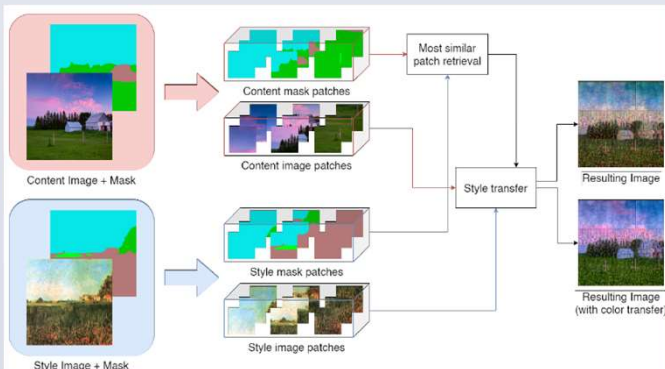 Content Image + Mask
Content mask patches
Content image patches
Most similar
patch retrieval
Style transfer
Resulting Image
Resulting Image
(with color transfer)
Style mask patches
Style image patches
Style Image + Mask